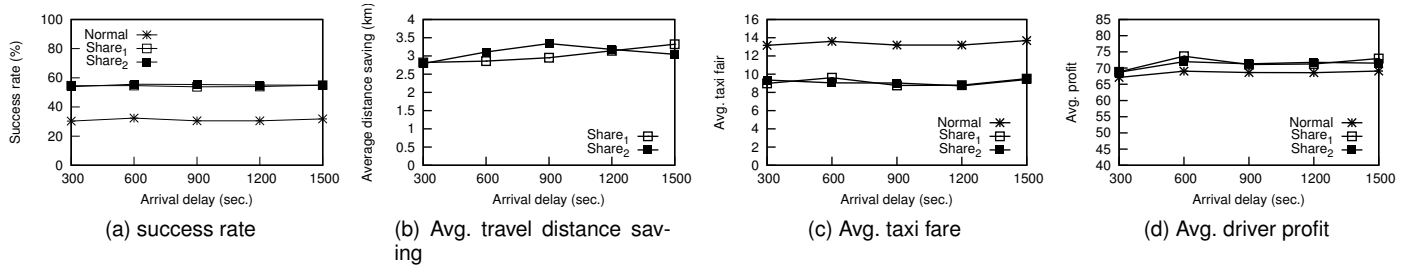 100
80
60
40
20
0
300 600 900 1200 1500
Success rate (%)
Arrival delay (sec.)
Normal
Share1
Share2
(a) success rate
4
3.5
3
2.5
2
1.5
1
0.5
0
300 600 900 1200 1500
Average distance saving (km)
Arrival delay (sec.)
Share1
Share2
(b) Avg. travel distance sav-
ing
16
14
12
10
8
6
4
2
0
300 600 900 1200 1500
Avg. taxi fair
Arrival delay (sec.)
Normal
Share1
Share2
(c) Avg. taxi fare
85
80
75
70
65
60
55
50
45
40
300 600 900 1200 1500
Avg. profit
Arrival delay (sec.)
Normal
Share1
Share2
(d) Avg. driver profit